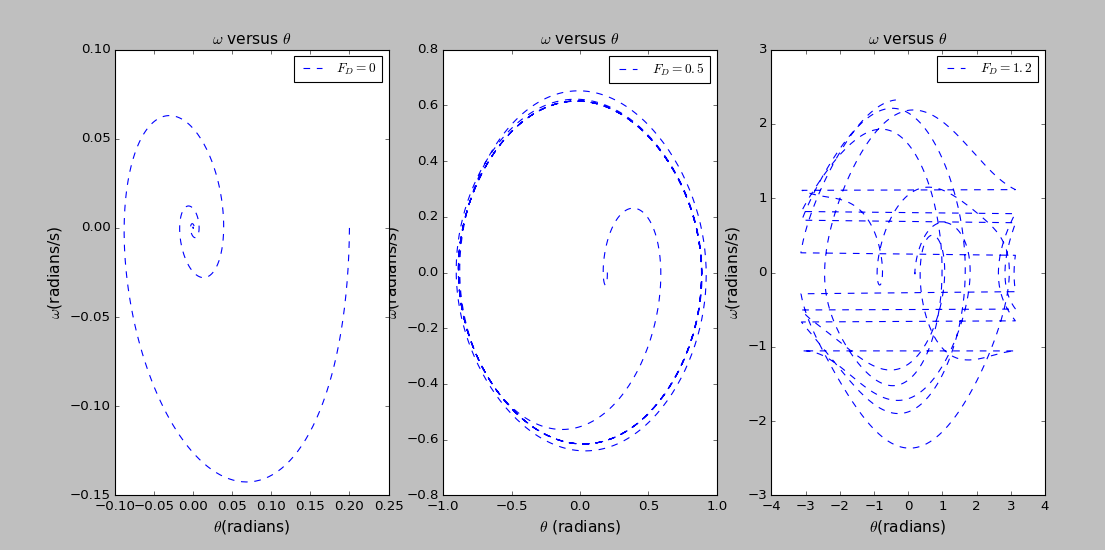 ω versus θ
F_D = 0
0.10
0.05
0.00
−0.05
−0.10
−0.15
ω(radians/s)
−0.10 −0.05 0.00 0.05 0.10 0.15 0.20 0.25
θ(radians)
ω versus θ
F_D = 0.5
0.8
0.6
0.4
0.2
0.0
−0.2
−0.4
−0.6
−0.8
ω(radians/s)
−1.0 −0.5 0.0 0.5 1.0
θ (radians)
ω versus θ
F_D = 1.2
3
2
1
0
−1
−2
−3
ω(radians/s)
−4 −3 −2 −1 0 1 2 3 4
θ(radians)